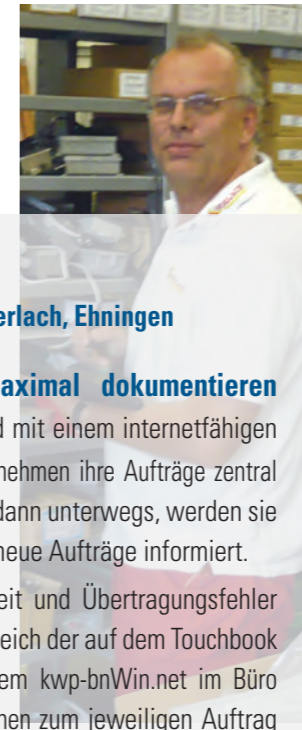 erlach, Ehningen
aximal dokumentieren
d mit einem internetfähigen
nehmen ihre Aufträge zentral
dann unterwegs, werden sie
neue Aufträge informiert.
eit und Übertragungsfehler
eich der auf dem Touchbook
em kwp-bnWin.net im Büro
nen zum jeweiligen Auftrag